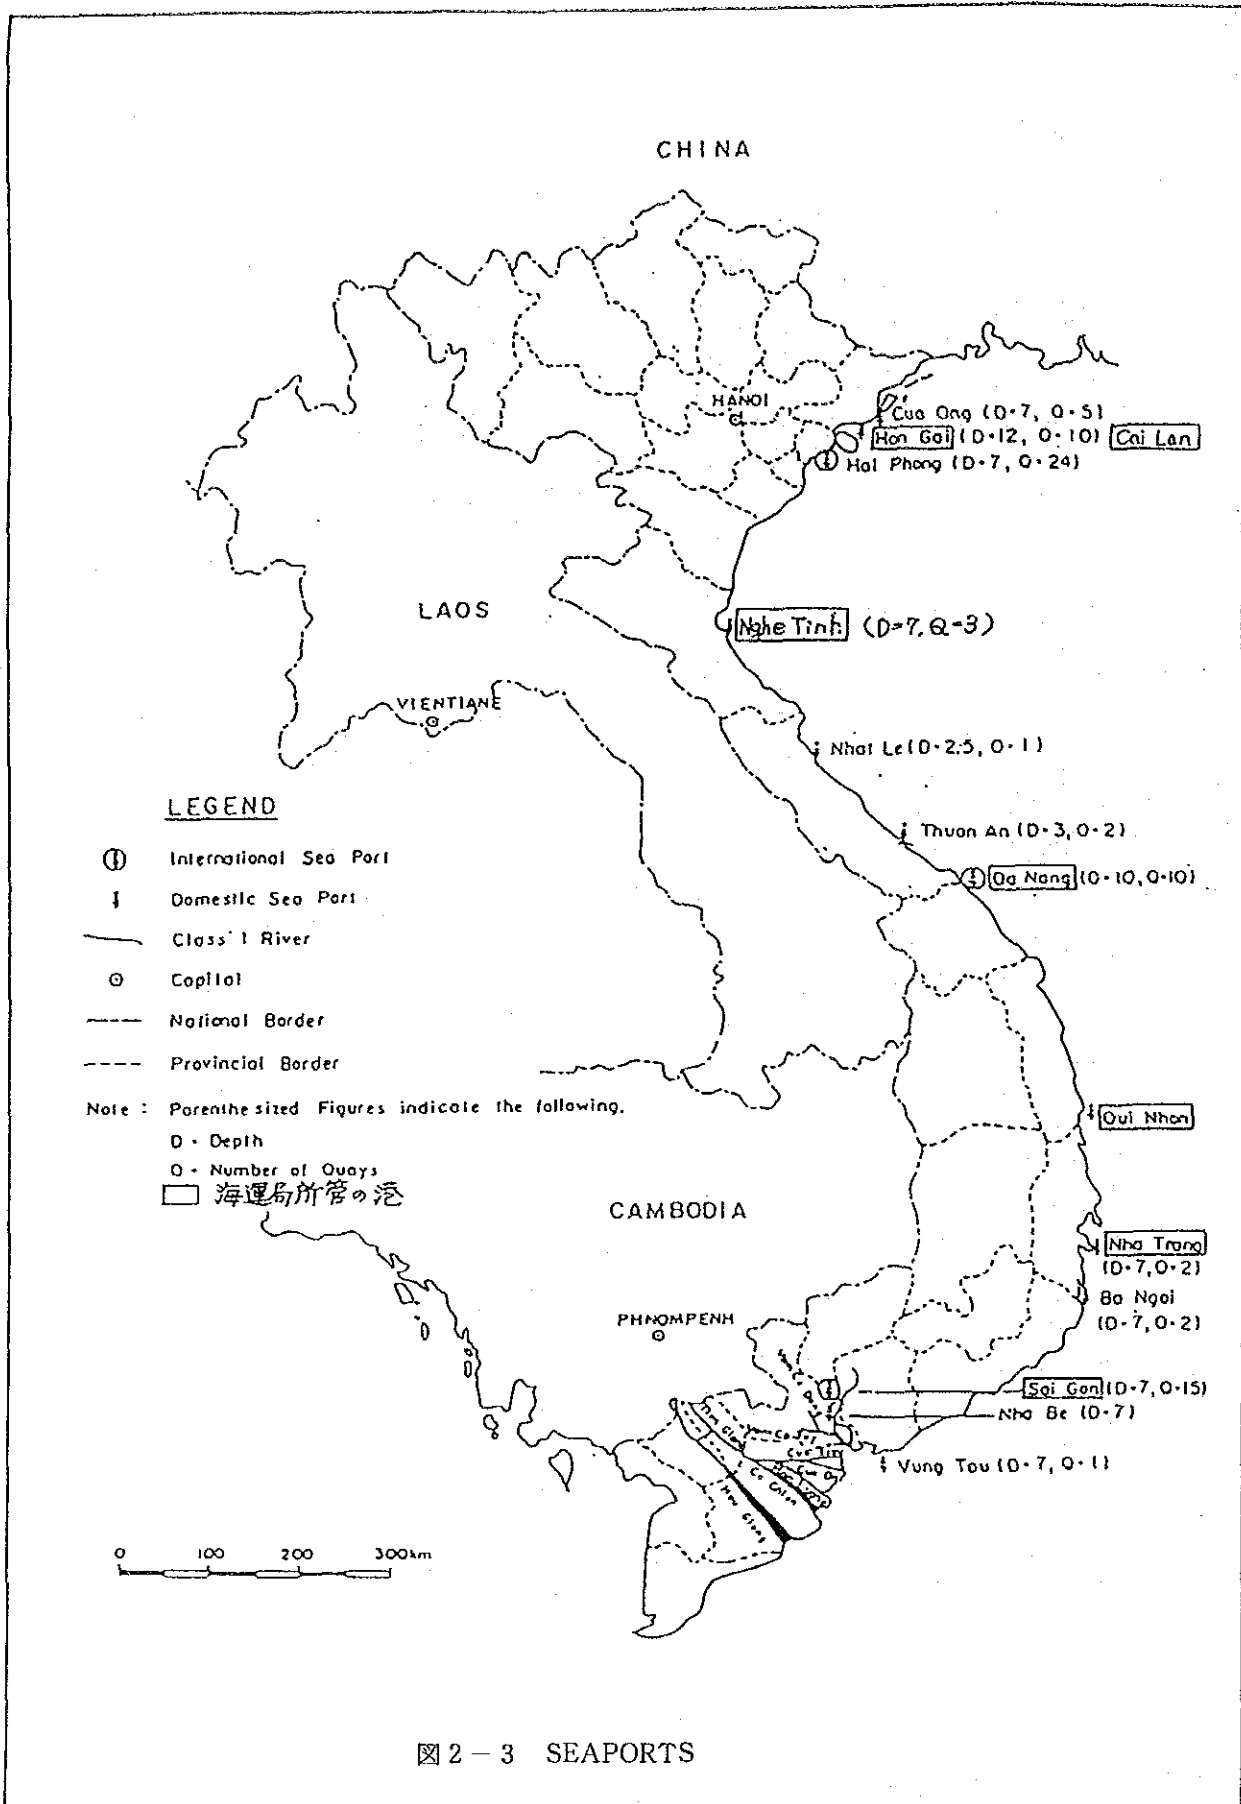 CHINA
HANOI
Cua Ong (D·7, O·5)
Hon Gai (D·12, O·10) Cai Lan
Hai Phong (D·7, O·24)
LAOS
Nghe Tinh (D=7, Q=3)
VIENTIANE
Nhat Le (D·2.5, O·1)
LEGEND
Thuan An (D·3, O·2)
International Sea Port
Da Nang (D·10, O·10)
Domestic Sea Port
Class 1 River
Capital
National Border
Provincial Border
Note : Parenthesized Figures indicate the following.
D · Depth
Q · Number of Quays
海運局所管の港
Qui Nhon
CAMBODIA
Nha Trang
(D·7, O·2)
Ba Ngoi
(D·7, O·2)
PHNOMPENH
Sai Gon (D·7, O·15)
Nha Be (D·7)
Vung Tau (D·7, O·1)
Co Chien
Hau Giang
0 100 200 300km
図2-3 SEAPORTS